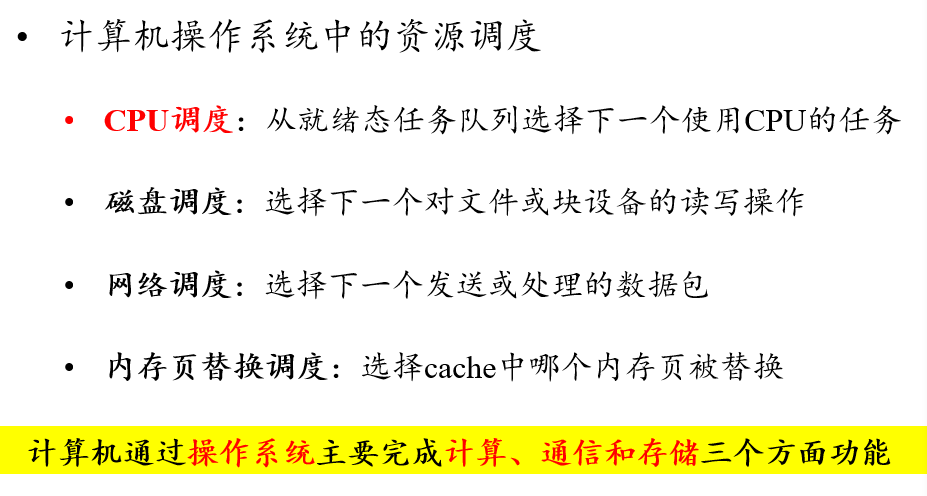 • 计算机操作系统中的资源调度
• CPU调度：从就绪态任务队列选择下一个使用CPU的任务
• 磁盘调度：选择下一个对文件或块设备的读写操作
• 网络调度：选择下一个发送或处理的数据包
• 内存页替换调度：选择cache中哪个内存页被替换
计算机通过操作系统主要完成计算、通信和存储三个方面功能